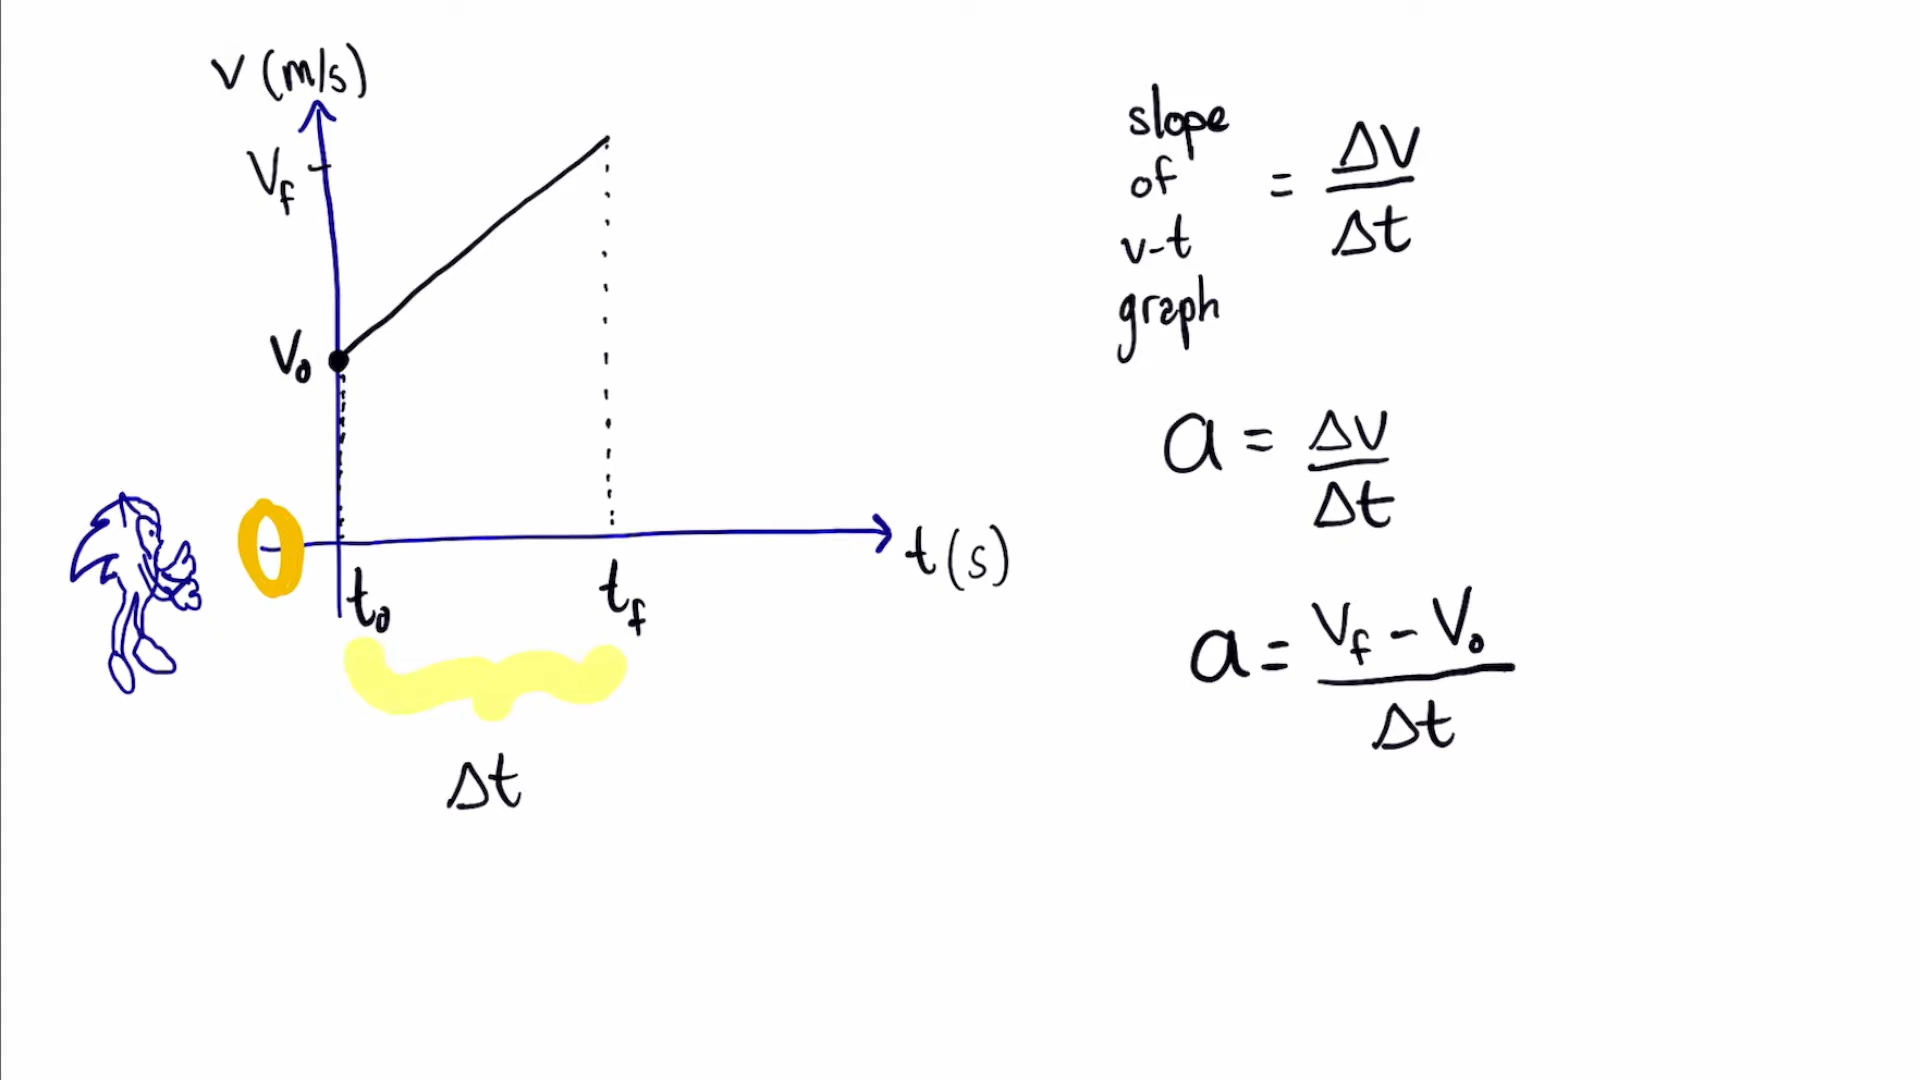 v (m/s)
Vf
V₀
t(s)
t₀
tf
Δt
slope
of
v-t
graph
= ΔV/Δt
a = ΔV/Δt
a = (Vf - V₀)/Δt